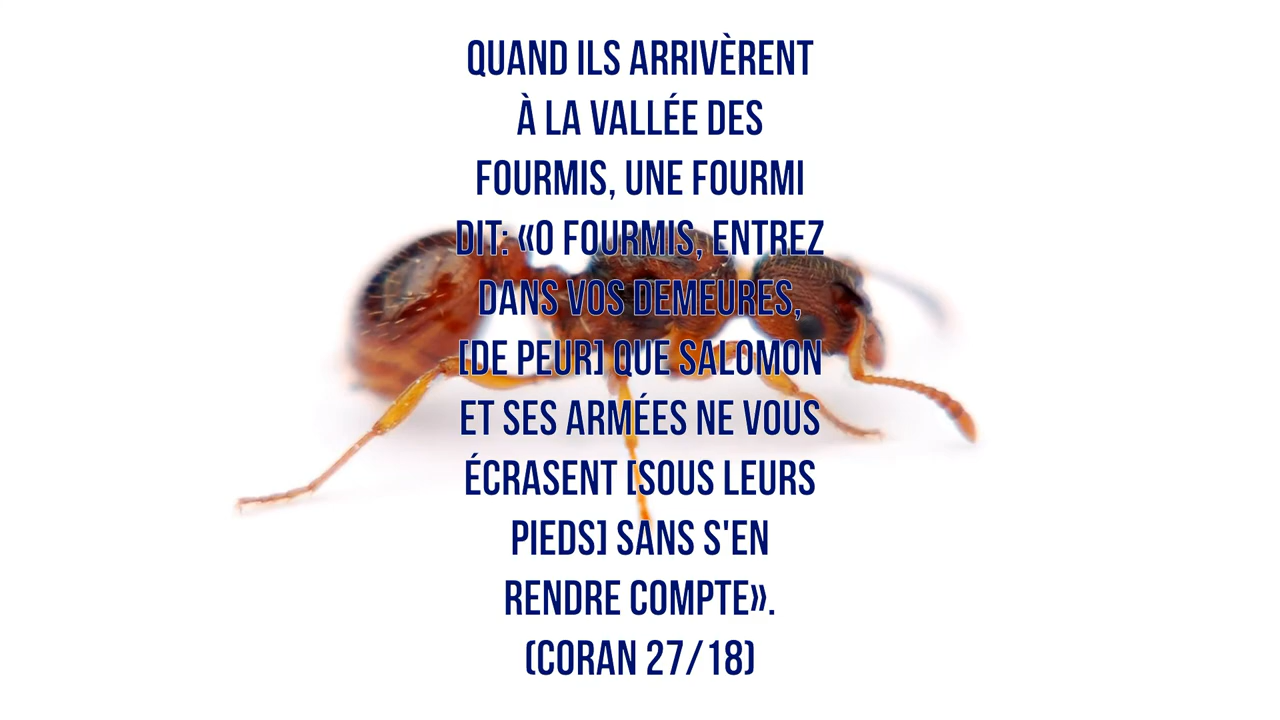 QUAND ILS ARRIVÈRENT
À LA VALLÉE DES
FOURMIS, UNE FOURMI
DIT: «O FOURMIS, ENTREZ
DANS VOS DEMEURES,
[DE PEUR] QUE SALOMON
ET SES ARMÉES NE VOUS
ÉCRASENT [SOUS LEURS
PIEDS] SANS S'EN
RENDRE COMPTE».
(CORAN 27/18)